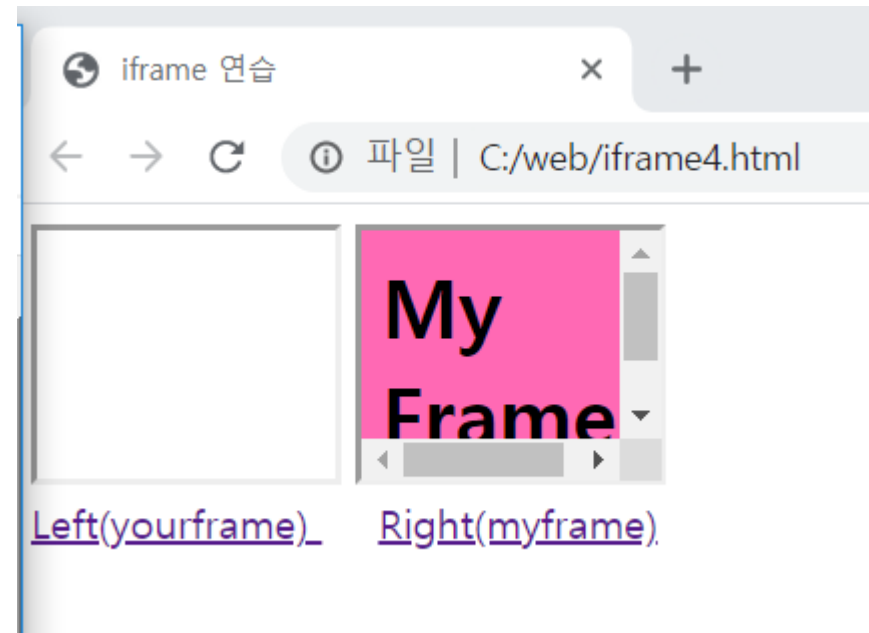 iframe 연습
파일 | C:/web/iframe4.html
My
Frame
Left(yourframe)_ Right(myframe)